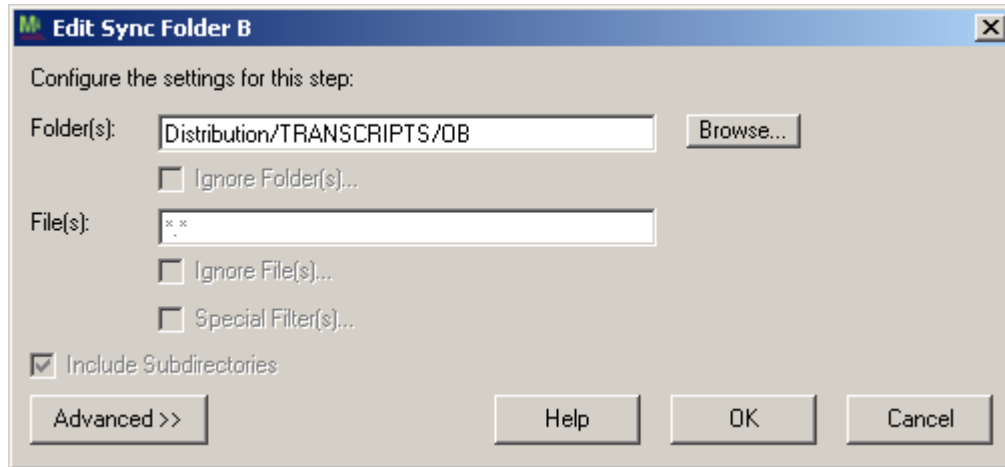 Edit Sync Folder B
Configure the settings for this step:
Folder(s): Distribution/TRANSCRIPTS/OB Browse...
Ignore Folder(s)...
File(s): *.*
Ignore File(s)...
Special Filter(s)...
Include Subdirectories
Advanced >> Help OK Cancel